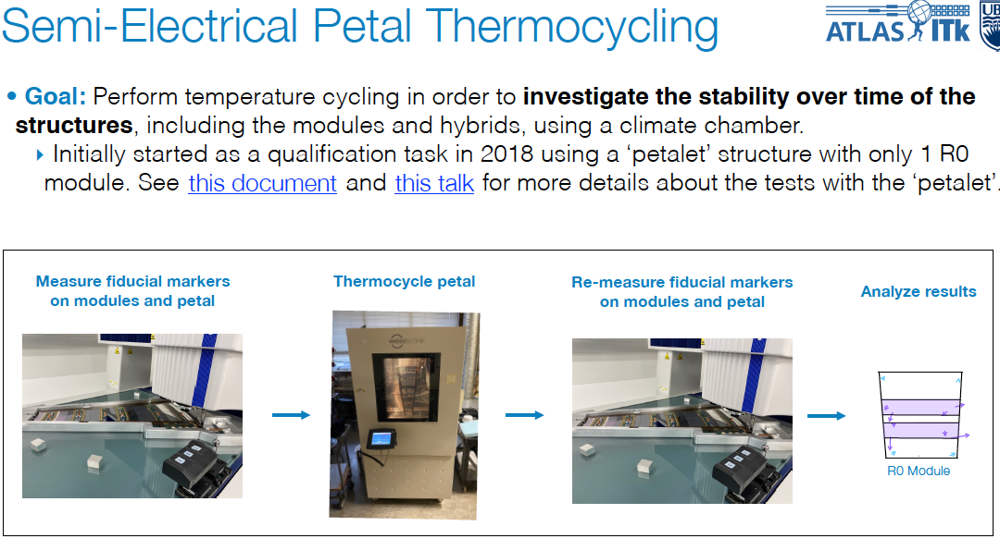 Semi-Electrical Petal Thermocycling
ATLAS ITk
UB
• Goal: Perform temperature cycling in order to investigate the stability over time of the
structures, including the modules and hybrids, using a climate chamber.
‣ Initially started as a qualification task in 2018 using a ‘petalet’ structure with only 1 R0
module. See this document and this talk for more details about the tests with the ‘petalet’.
Measure fiducial markers
on modules and petal
Thermocycle petal
Re-measure fiducial markers
on modules and petal
Analyze results
R0 Module